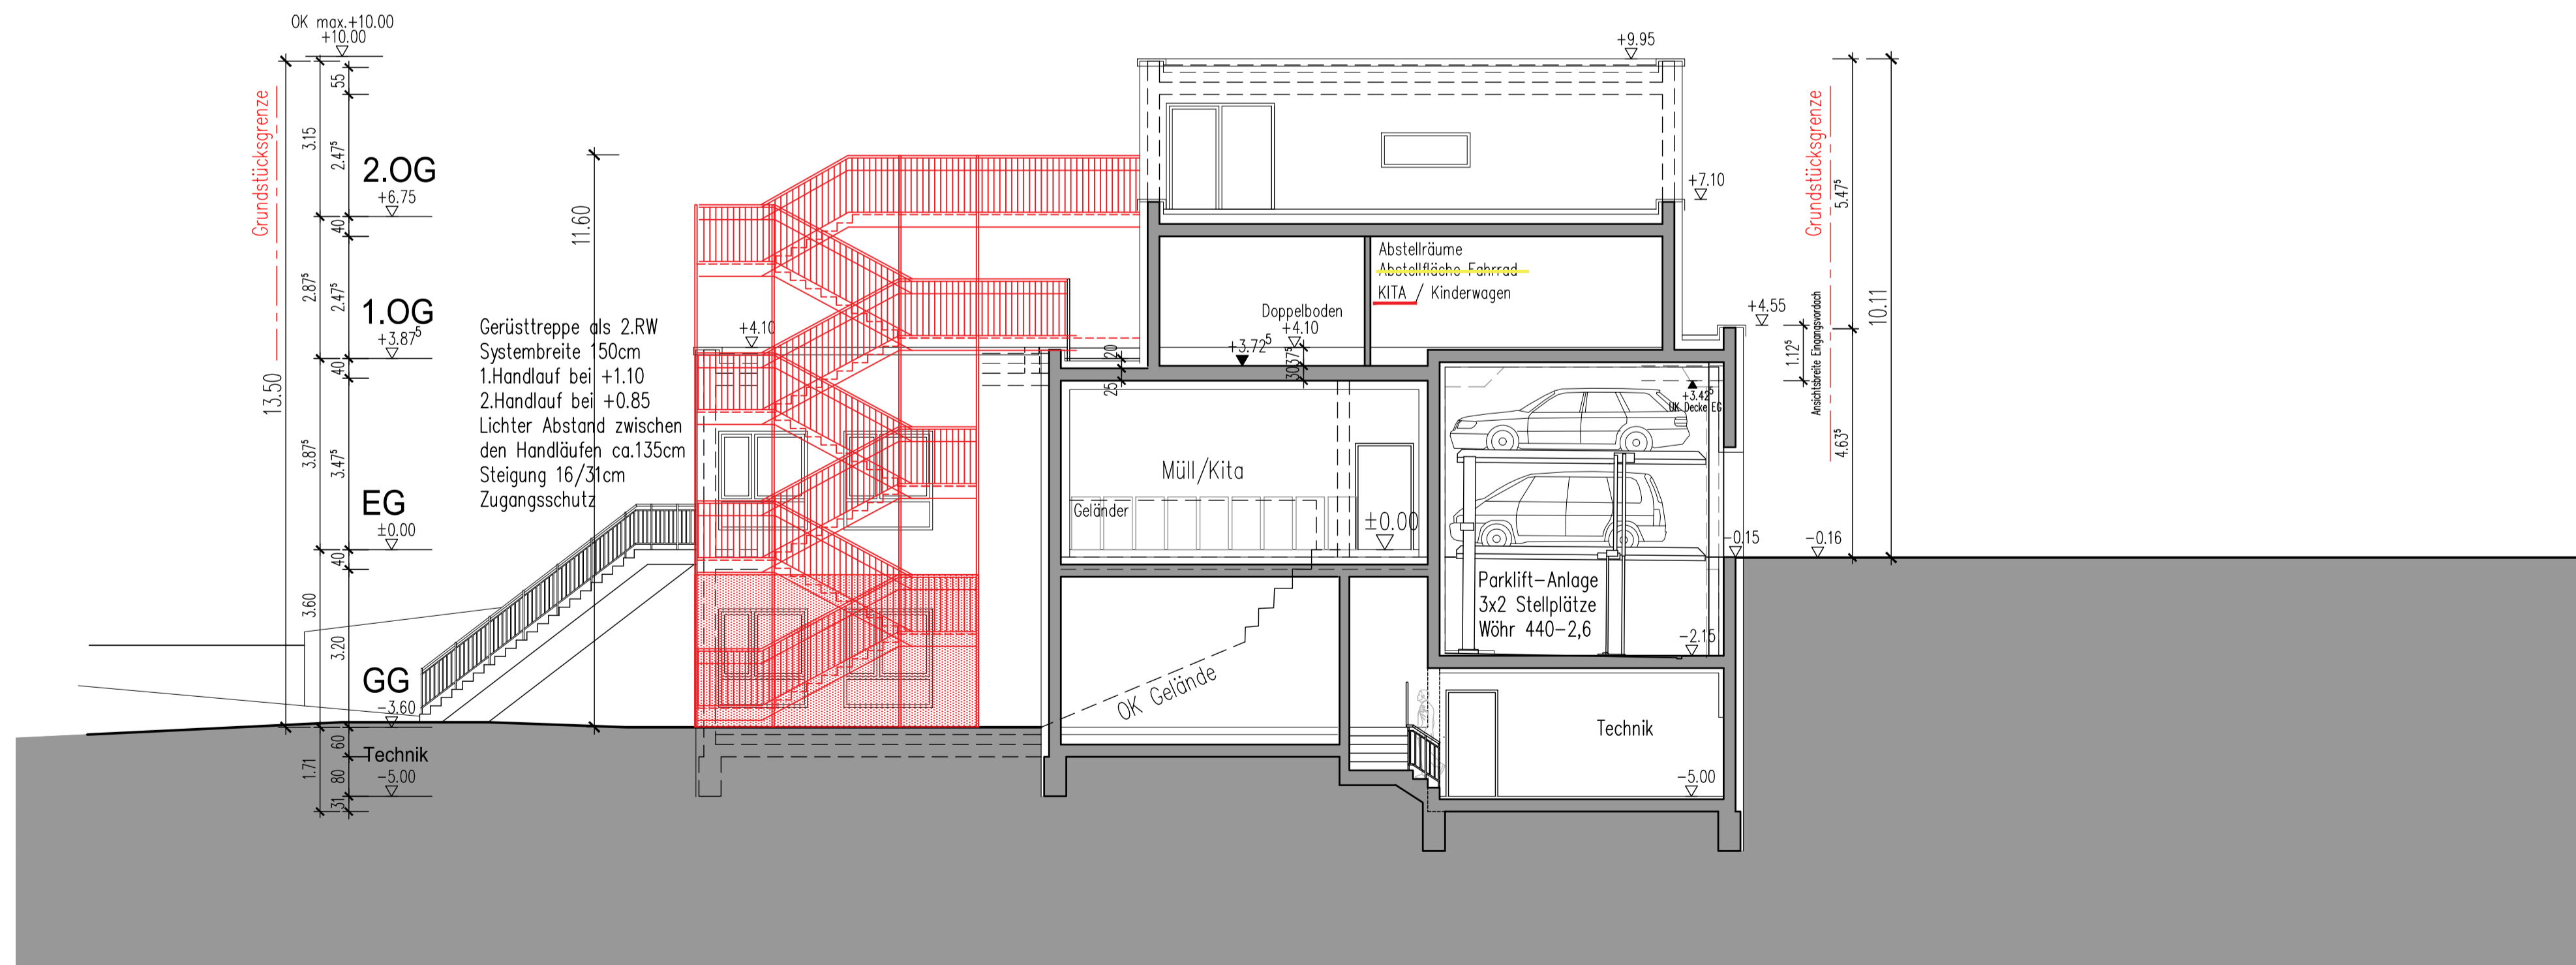 OK max.+10.00
+10.00
Grundstücksgrenze
13.50
3.15
2.87⁵
3.87⁵
3.60
1.71
55
2.47⁵
40
2.47⁵
40
3.47⁵
40
3.20
60
80
31
2.OG
+6.75
1.OG
+3.87⁵
EG
±0.00
GG
-3.60
Technik
-5.00
11.60
Gerüsttreppe als 2.RW
Systembreite 150cm
1.Handlauf bei +1.10
2.Handlauf bei +0.85
Lichter Abstand zwischen
den Handläufen ca.135cm
Steigung 16/31cm
Zugangsschutz
+4.10
+9.95
+7.10
Abstellräume
Abstellfläche Fahrrad
KITA / Kinderwagen
Doppelboden
+4.10
+3.72⁵
20
25
37⁵
30
Müll/Kita
Geländer
±0.00
OK Gelände
+3.42⁵
UK Decke EG
Parklift-Anlage
3x2 Stellplätze
Wöhr 440-2,6
-2.15
Technik
-5.00
+4.55
1.12⁵
Ansichtsbreite Eingangsvordach
Grundstücksgrenze
-0.15
-0.16
5.47⁵
4.63⁵
10.11